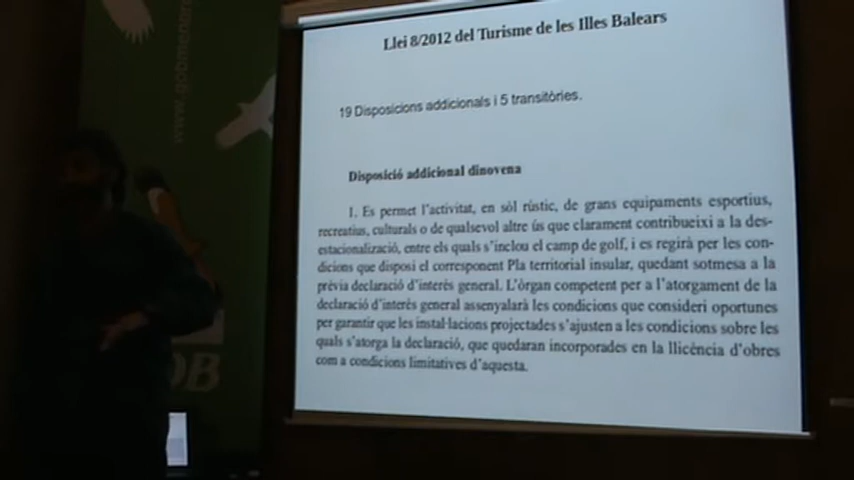 Llei 8/2012 del Turisme de les Illes Balears
19 Disposicions addicionals i 5 transitòries.
Disposició addicional dinovena
1. Es permet l'activitat, en sòl rústic, de grans equipaments esportius,
recreatius, culturals o de qualsevol altre ús que clarament contribueixi a la des-
estacionalització, entre els quals s'inclou el camp de golf, i es regirà per les con-
dicions que disposi el corresponent Pla territorial insular, quedant sotmesa a la
prèvia declaració d'interès general. L'òrgan competent per a l'atorgament de la
declaració d'interès general assenyalarà les condicions que consideri oportunes
per garantir que les instal·lacions projectades s'ajusten a les condicions sobre les
quals s'atorga la declaració, que quedaran incorporades en la llicència d'obres
com a condicions limitatives d'aquesta.
www.gobmenor
OB